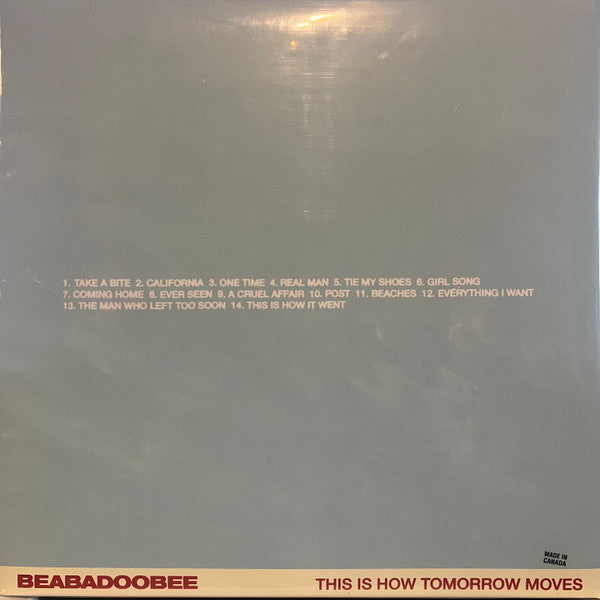 1. TAKE A BITE 2. CALIFORNIA 3. ONE TIME 4. REAL MAN 5. TIE MY SHOES 6. GIRL SONG
7. COMING HOME 8. EVER SEEN 9. A CRUEL AFFAIR 10. POST 11. BEACHES 12. EVERYTHING I WANT
13. THE MAN WHO LEFT TOO SOON 14. THIS IS HOW IT WENT
MADE IN
CANADA
BEABADOOBEE
THIS IS HOW TOMORROW MOVES